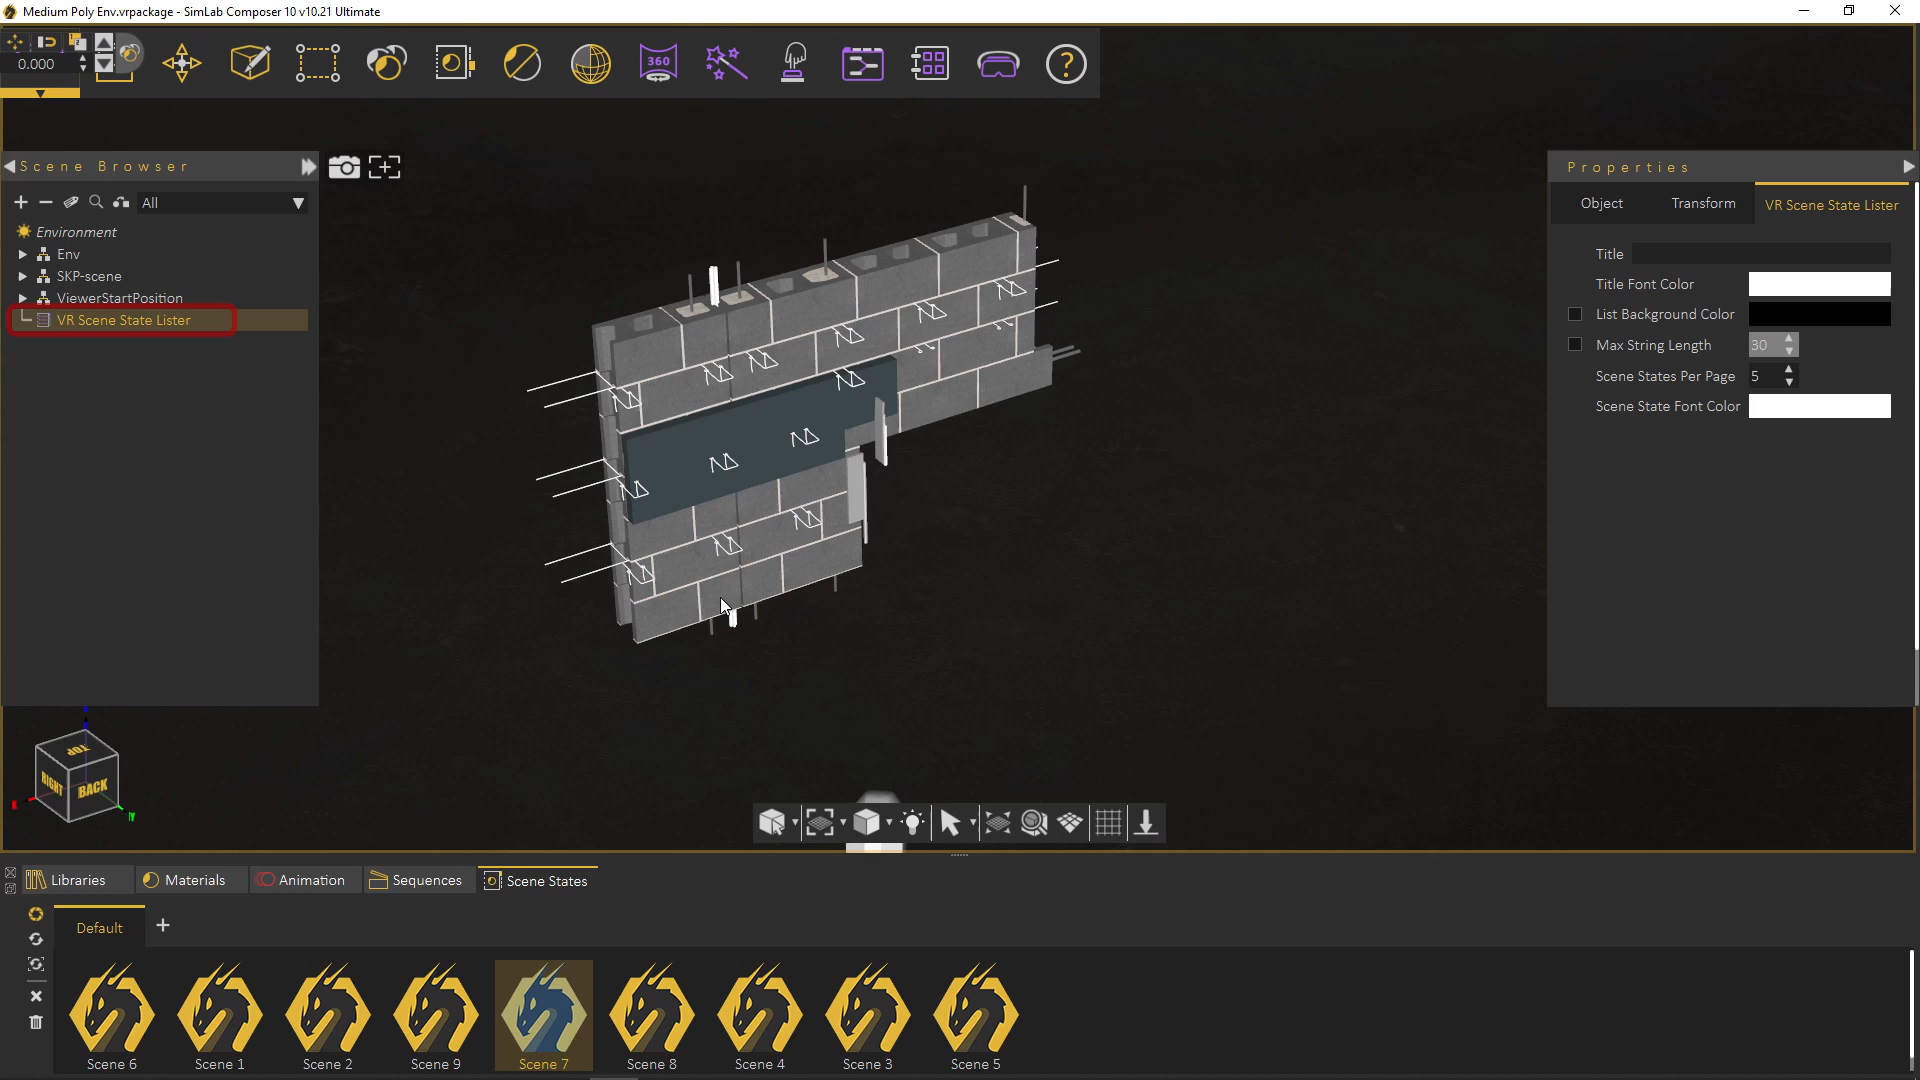 Medium Poly Env.vrpackage - SimLab Composer 10 v10.21 Ultimate
0.000
360
?
Scene Browser
All
Environment
Env
SKP-scene
ViewerStartPosition
VR Scene State Lister
Properties
Object Transform VR Scene State Lister
Title
Title Font Color
List Background Color
Max String Length 30
Scene States Per Page 5
Scene State Font Color
TOP
RIGHT BACK
Libraries Materials Animation Sequences Scene States
Default
Scene 6 Scene 1 Scene 2 Scene 9 Scene 7 Scene 8 Scene 4 Scene 3 Scene 5